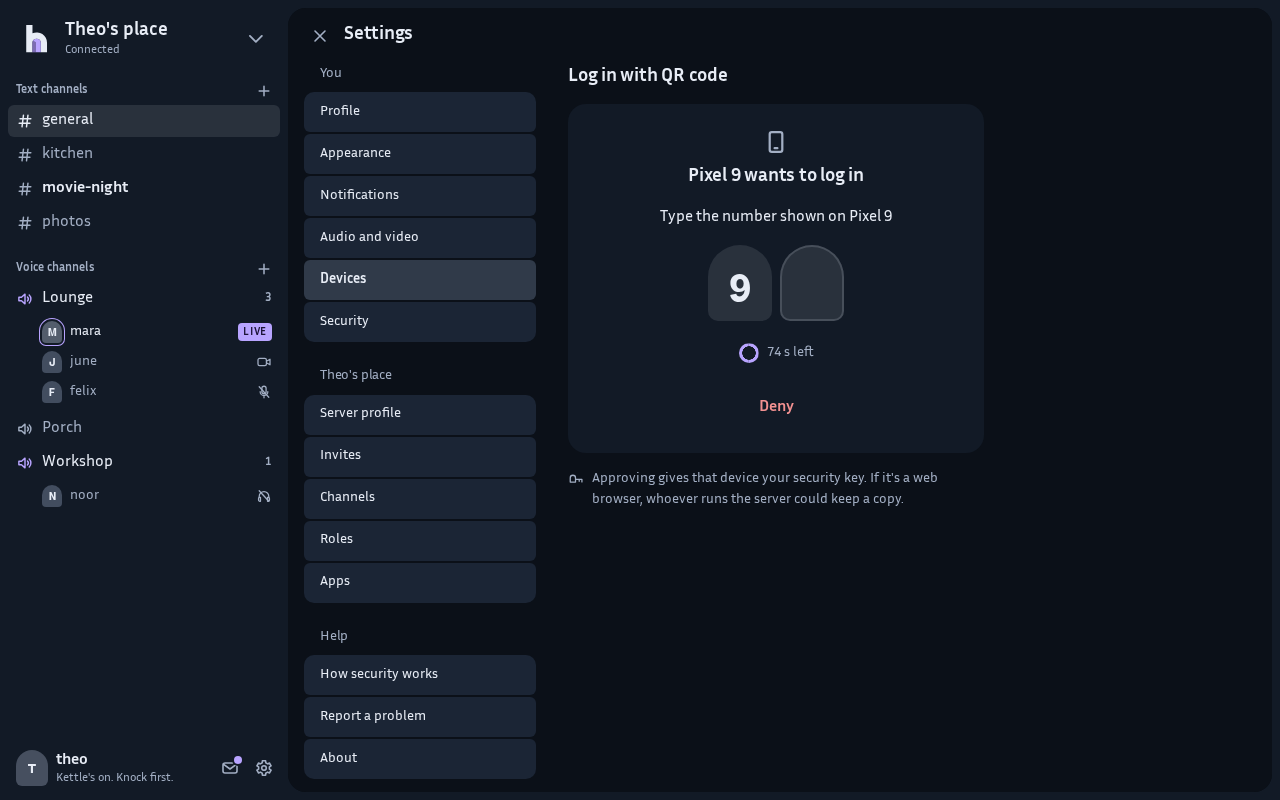 Theo's place
Connected
Text channels
general
kitchen
movie-night
photos
Voice channels
Lounge
3
M
mara
LIVE
J
june
F
felix
Porch
Workshop
1
N
noor
T
theo
Kettle's on. Knock first.
Settings
You
Profile
Appearance
Notifications
Audio and video
Devices
Security
Theo's place
Server profile
Invites
Channels
Roles
Apps
Help
How security works
Report a problem
About
Log in with QR code
Pixel 9 wants to log in
Type the number shown on Pixel 9
9
74 s left
Deny
Approving gives that device your security key. If it's a web
browser, whoever runs the server could keep a copy.